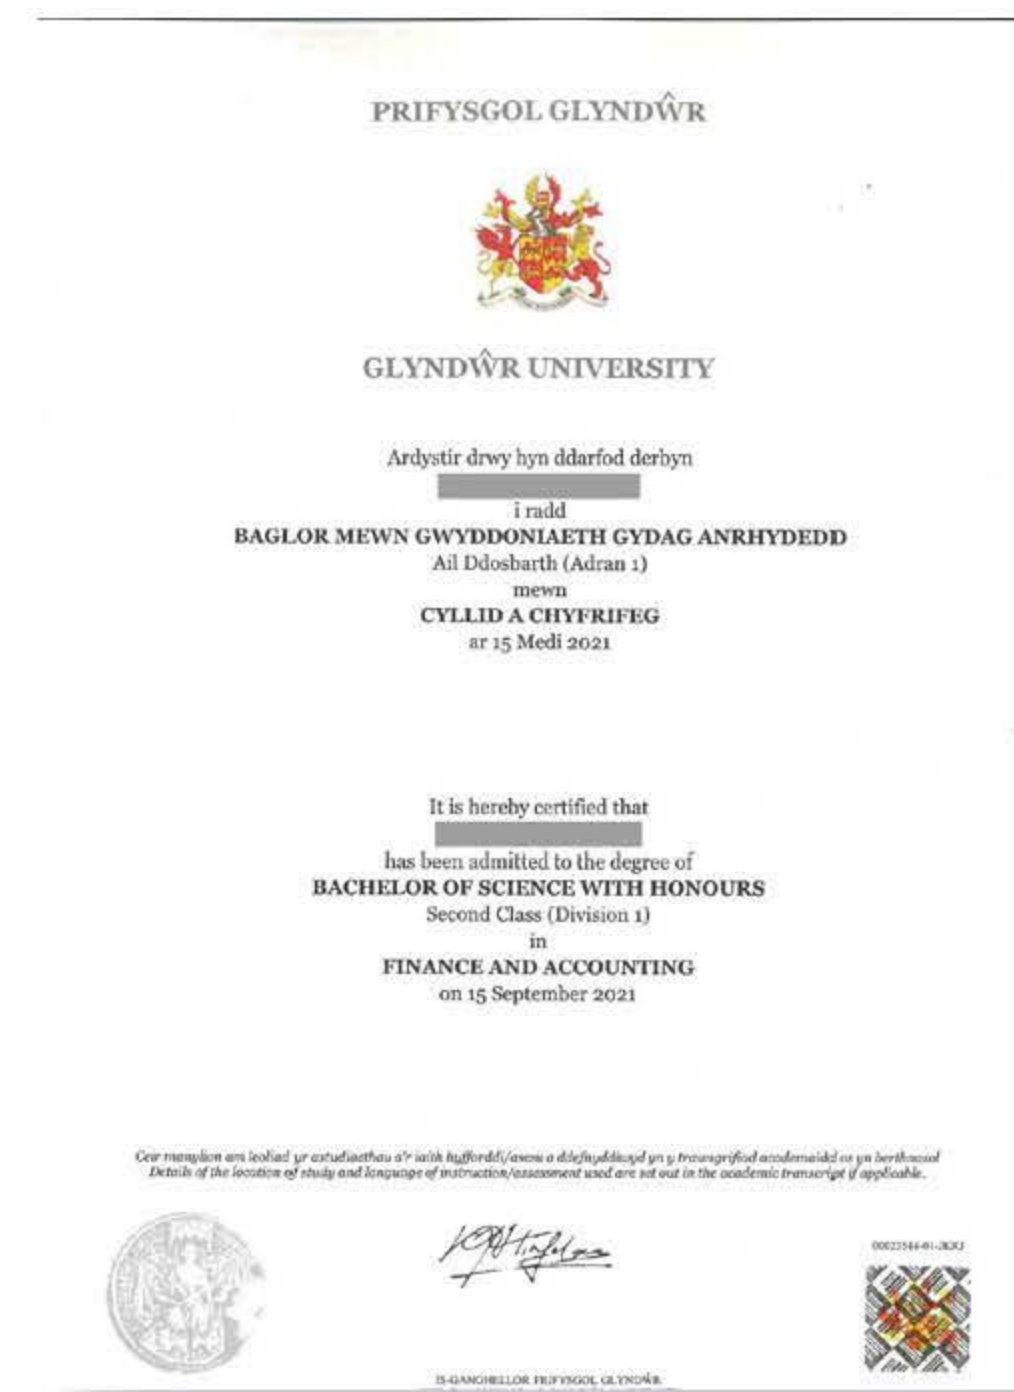 PRIFYSGOL GLYNDŴR
GLYNDŴR UNIVERSITY
Ardystir drwy hyn ddarfod derbyn
i radd
BAGLOR MEWN GWYDDONIAETH GYDAG ANRHYDEDD
Ail Ddosbarth (Adran 1)
mewn
CYLLID A CHYFRIFEG
ar 15 Medi 2021
It is hereby certified that
has been admitted to the degree of
BACHELOR OF SCIENCE WITH HONOURS
Second Class (Division 1)
in
FINANCE AND ACCOUNTING
on 15 September 2021
Ceir manylion am leoliad yr astudiaethau a'r iaith hyfforddi/asesu a ddefnyddiwyd yn y trawsgrifiad academaidd os yn berthnasol
Details of the location of study and language of instruction/assessment used are set out in the academic transcript if applicable.
IS-GANGHELLOR PRIFYSGOL GLYNDŴR